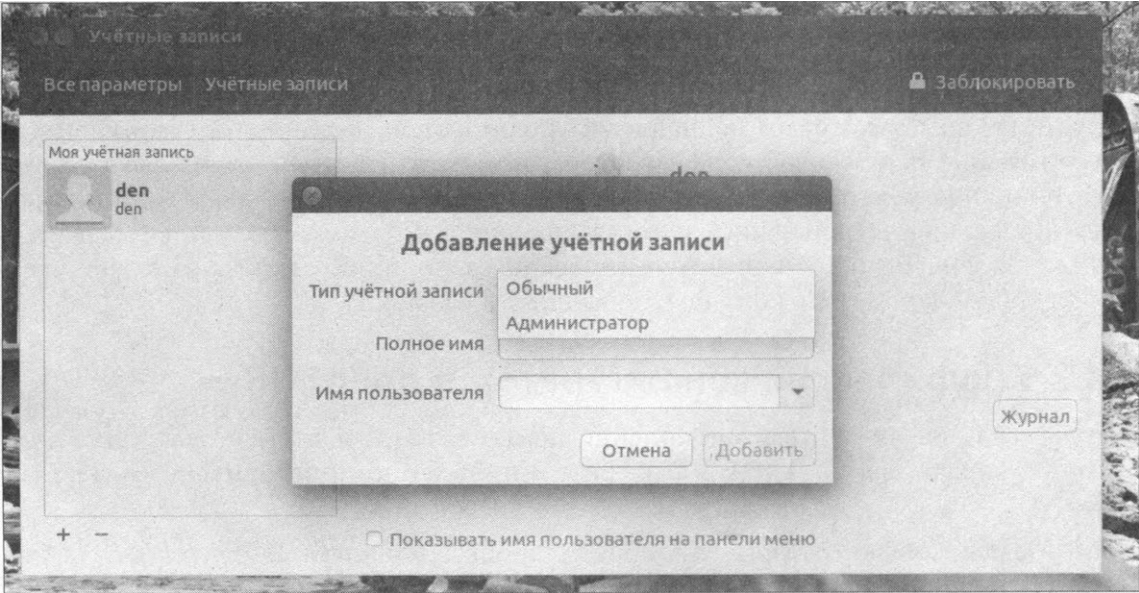 Учётные записи
Все параметры Учётные записи Заблокировать
Моя учётная запись
den
den
den
Добавление учётной записи
Тип учётной записи Обычный
Администратор
Полное имя
Имя пользователя
Журнал
Отмена Добавить
+ −
Показывать имя пользователя на панели меню